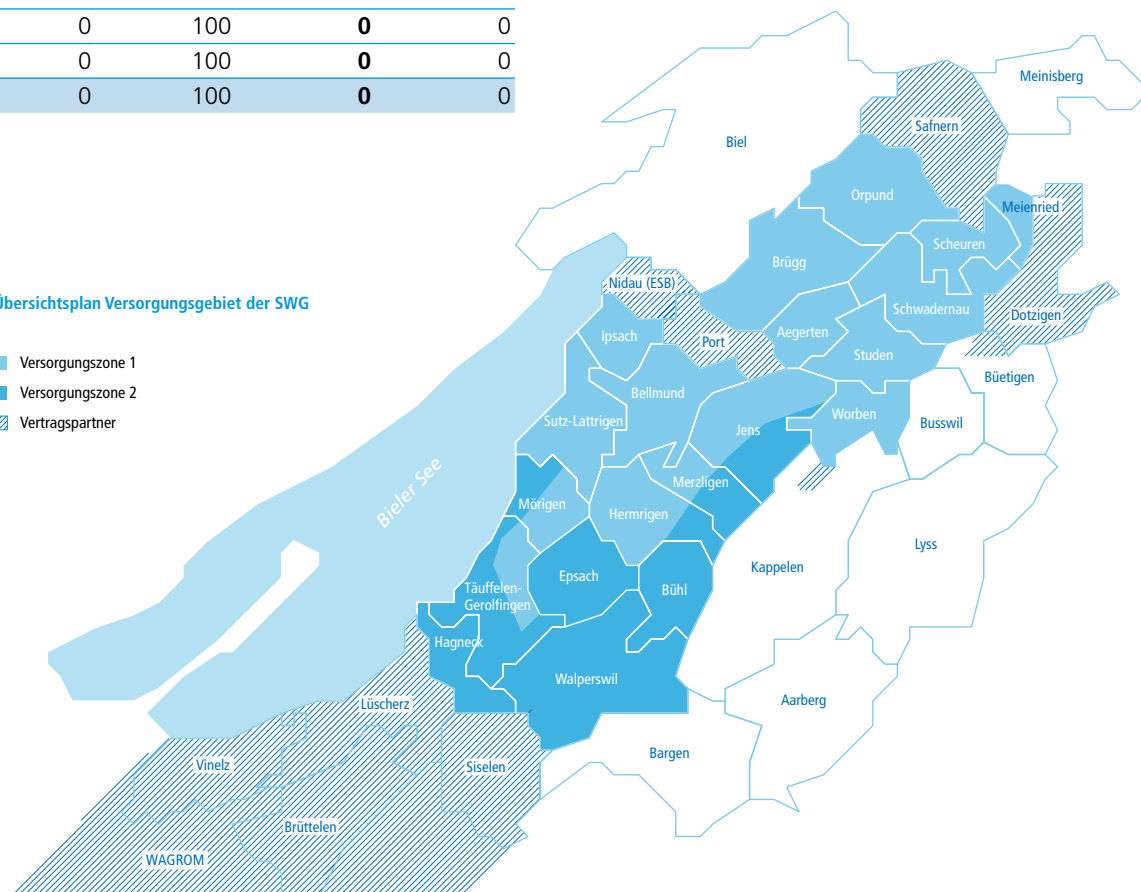 0 100 0 0
0 100 0 0
0 100 0 0
Übersichtsplan Versorgungsgebiet der SWG
Versorgungszone 1
Versorgungszone 2
Vertragspartner
Meinisberg
Safnern
Biel
Orpund
Meienried
Scheuren
Brügg
Nidau (ESB)
Schwadernau
Dotzigen
Aegerten
Ipsach
Port
Studen
Büetigen
Bellmund
Worben
Busswil
Sutz-Lattrigen
Jens
Bieler See
Merzligen
Mörigen
Hermrigen
Lyss
Kappelen
Epsach
Täuffelen-
Gerolfingen
Bühl
Hagneck
Walperswil
Aarberg
Lüscherz
Bargen
Vinelz
Siselen
Brüttelen
WAGROM